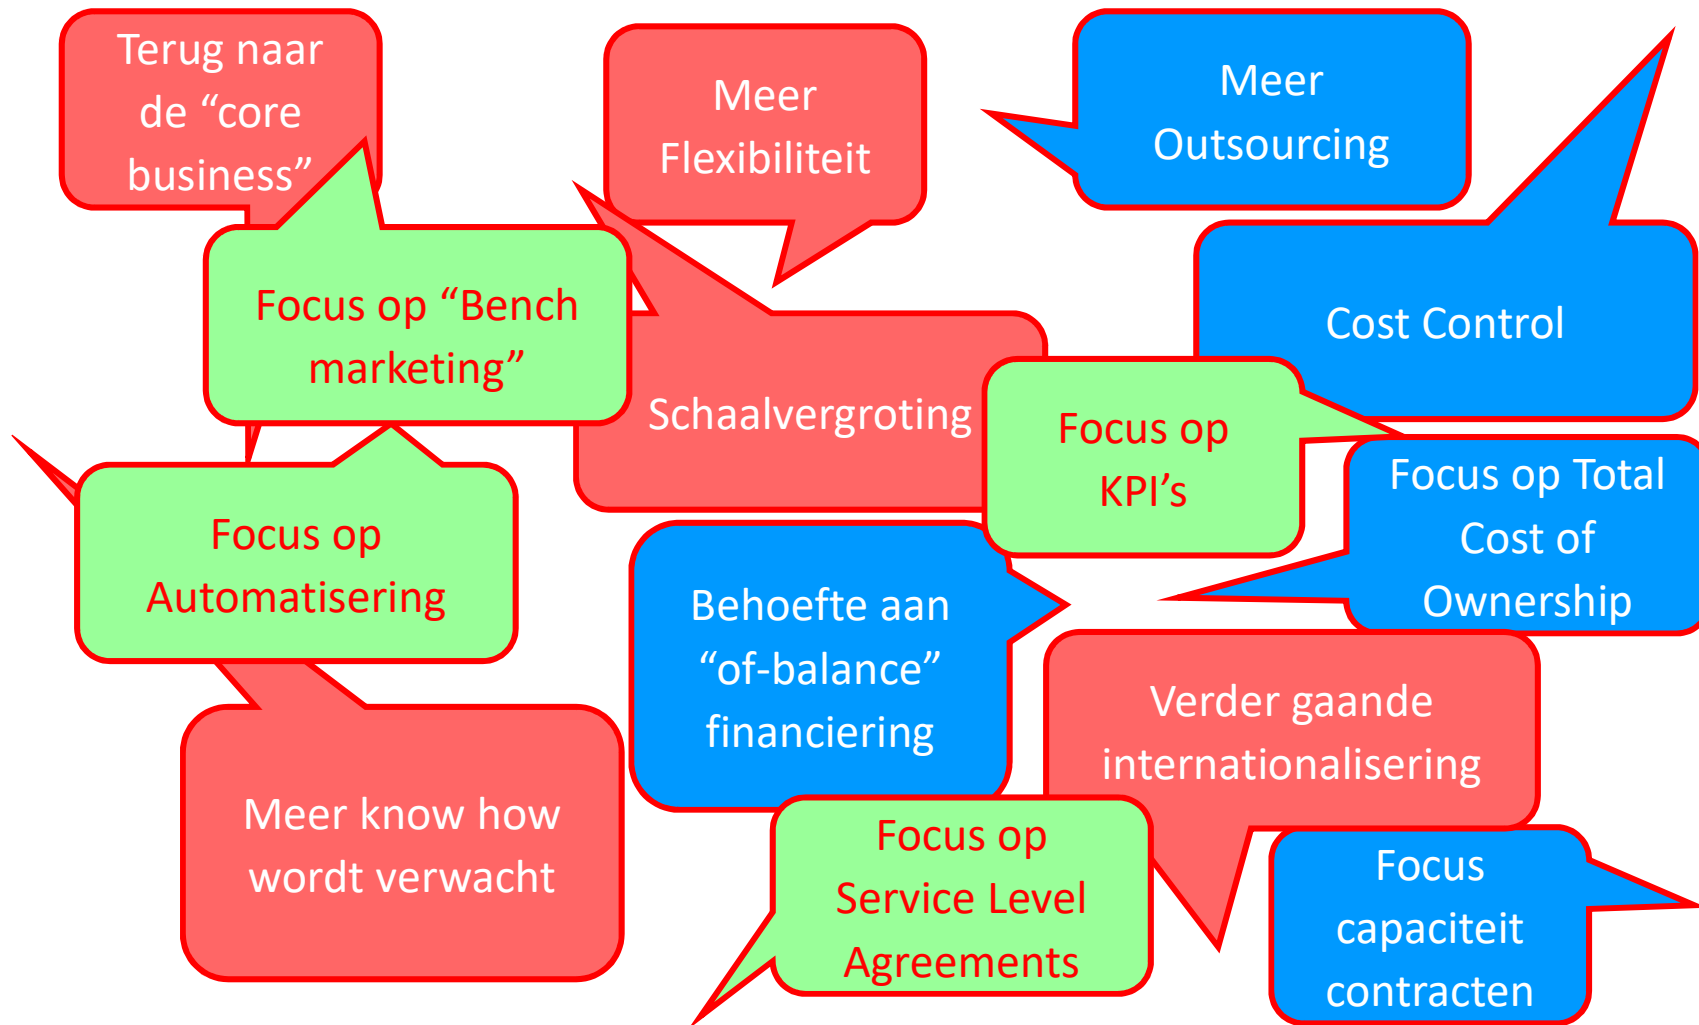 Terug naar
de “core
business”
Meer
Flexibiliteit
Meer
Outsourcing
Focus op “Bench
marketing”
Schaalvergroting
Cost Control
Focus op
KPI’s
Focus op Total
Cost of
Ownership
Focus op
Automatisering
Behoefte aan
“of-balance”
financiering
Verder gaande
internationalisering
Meer know how
wordt verwacht
Focus op
Service Level
Agreements
Focus
capaciteit
contracten